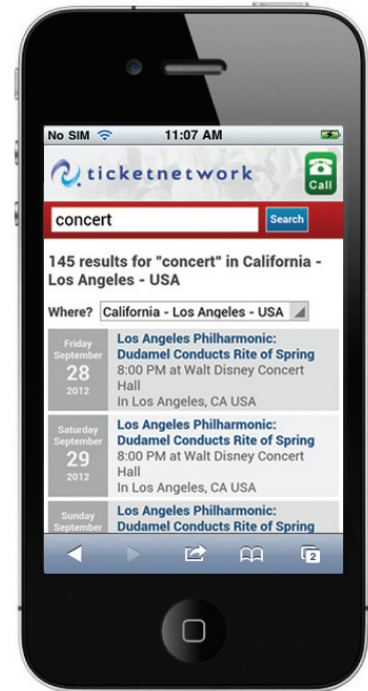 No SIM 11:07 AM
ticketnetwork
Call
concert Search
145 results for "concert" in California -
Los Angeles - USA
Where? California - Los Angeles - USA
Friday
September
28
2012
Los Angeles Philharmonic:
Dudamel Conducts Rite of Spring
8:00 PM at Walt Disney Concert
Hall
In Los Angeles, CA USA
Saturday
September
29
2012
Los Angeles Philharmonic:
Dudamel Conducts Rite of Spring
8:00 PM at Walt Disney Concert
Hall
In Los Angeles, CA USA
Sunday
September
Los Angeles Philharmonic:
Dudamel Conducts Rite of Spring
2